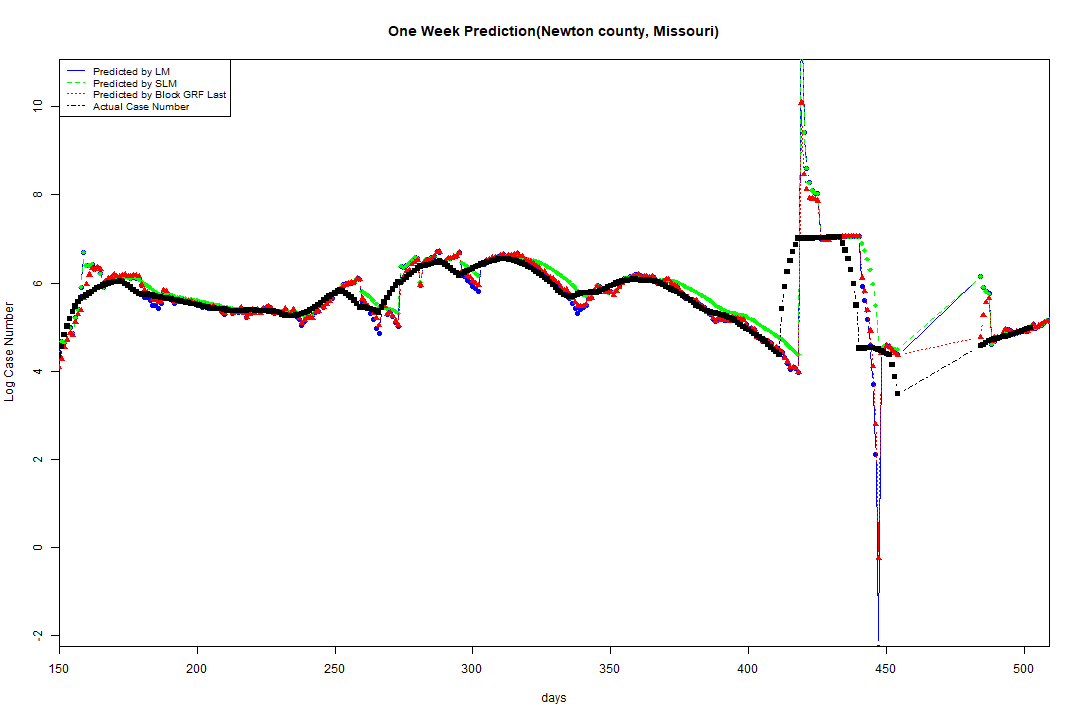 One Week Prediction(Newton county, Missouri)
Predicted by LM
Predicted by SLM
Predicted by Block GRF Last
Actual Case Number
Log Case Number
10
8
6
4
2
0
-2
150 200 250 300 350 400 450 500
days